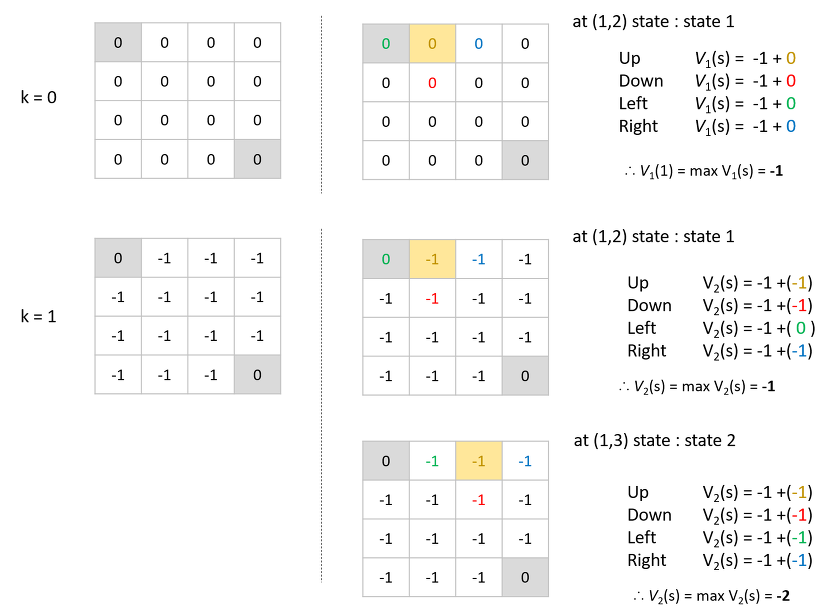 k = 0
0 0 0 0
0 0 0 0
0 0 0 0
0 0 0 0
0 0 0 0
0 0 0 0
0 0 0 0
0 0 0 0
at (1,2) state : state 1
Up V₁(s) = -1 + 0
Down V₁(s) = -1 + 0
Left V₁(s) = -1 + 0
Right V₁(s) = -1 + 0
∴ V₁(1) = max V₁(s) = -1
k = 1
0 -1 -1 -1
-1 -1 -1 -1
-1 -1 -1 -1
-1 -1 -1 0
0 -1 -1 -1
-1 -1 -1 -1
-1 -1 -1 -1
-1 -1 -1 0
at (1,2) state : state 1
Up V₂(s) = -1 +(-1)
Down V₂(s) = -1 +(-1)
Left V₂(s) = -1 +( 0 )
Right V₂(s) = -1 +(-1)
∴ V₂(s) = max V₂(s) = -1
0 -1 -1 -1
-1 -1 -1 -1
-1 -1 -1 -1
-1 -1 -1 0
at (1,3) state : state 2
Up V₂(s) = -1 +(-1)
Down V₂(s) = -1 +(-1)
Left V₂(s) = -1 +(-1)
Right V₂(s) = -1 +(-1)
∴ V₂(s) = max V₂(s) = -2